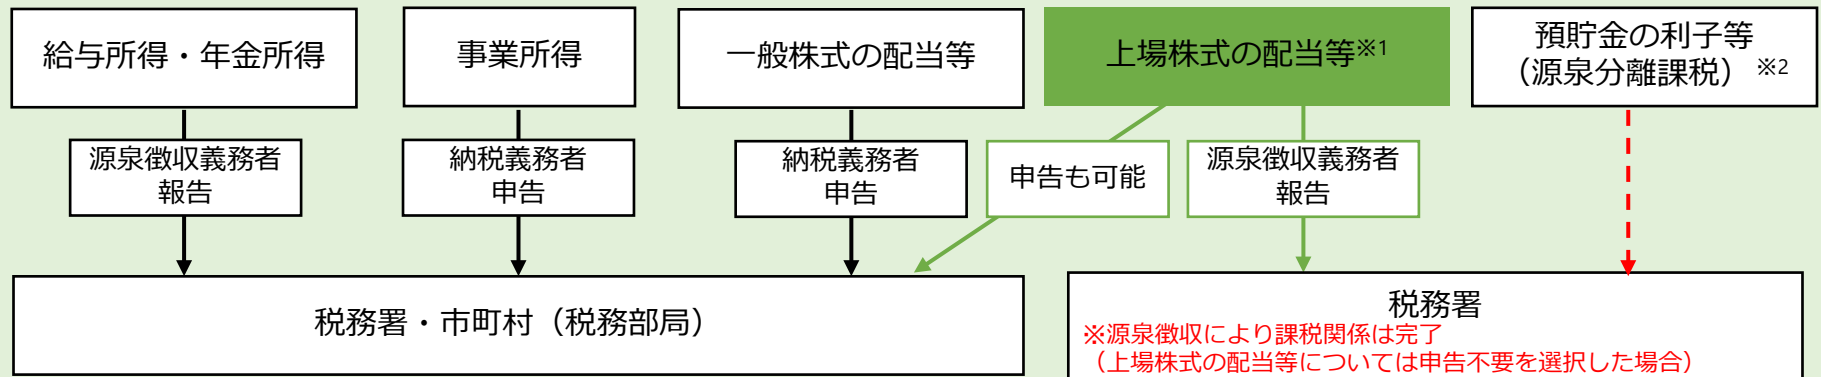 給与所得・年金所得
事業所得
一般株式の配当等
上場株式の配当等※1
預貯金の利子等
（源泉分離課税）※2
源泉徴収義務者
報告
納税義務者
申告
納税義務者
申告
申告も可能
源泉徴収義務者
報告
税務署・市町村（税務部局）
税務署
※源泉徴収により課税関係は完了
（上場株式の配当等については申告不要を選択した場合）